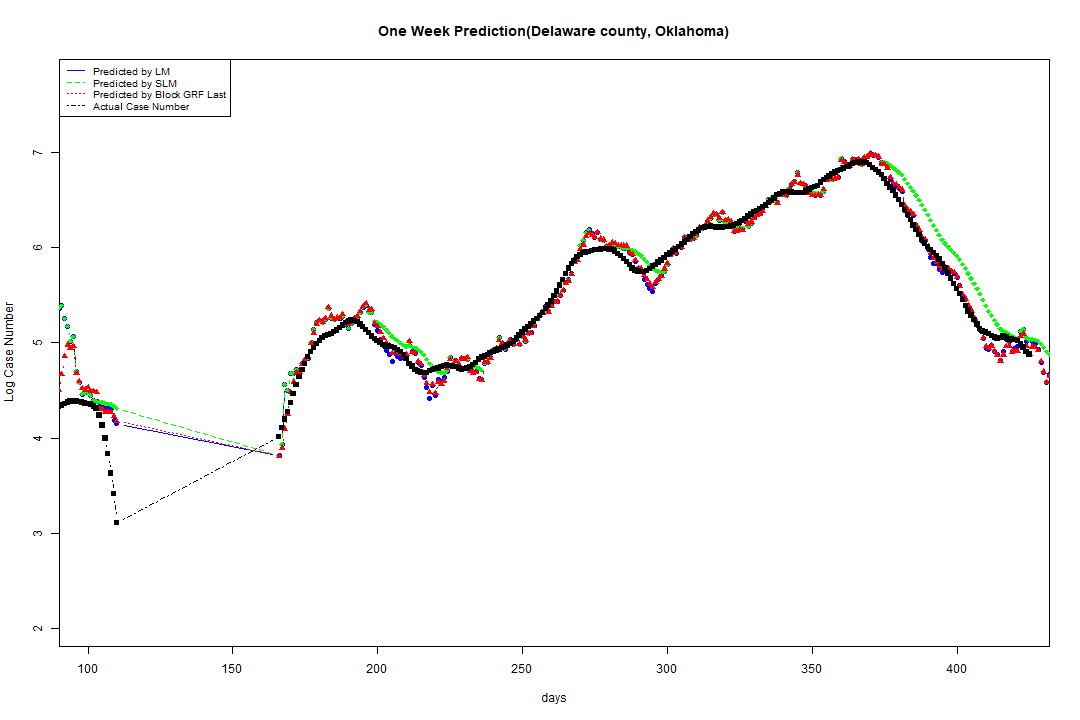 One Week Prediction(Delaware county, Oklahoma)
Predicted by LM
Predicted by SLM
Predicted by Block GRF Last
Actual Case Number
Log Case Number
7
6
5
4
3
2
100 150 200 250 300 350 400
days